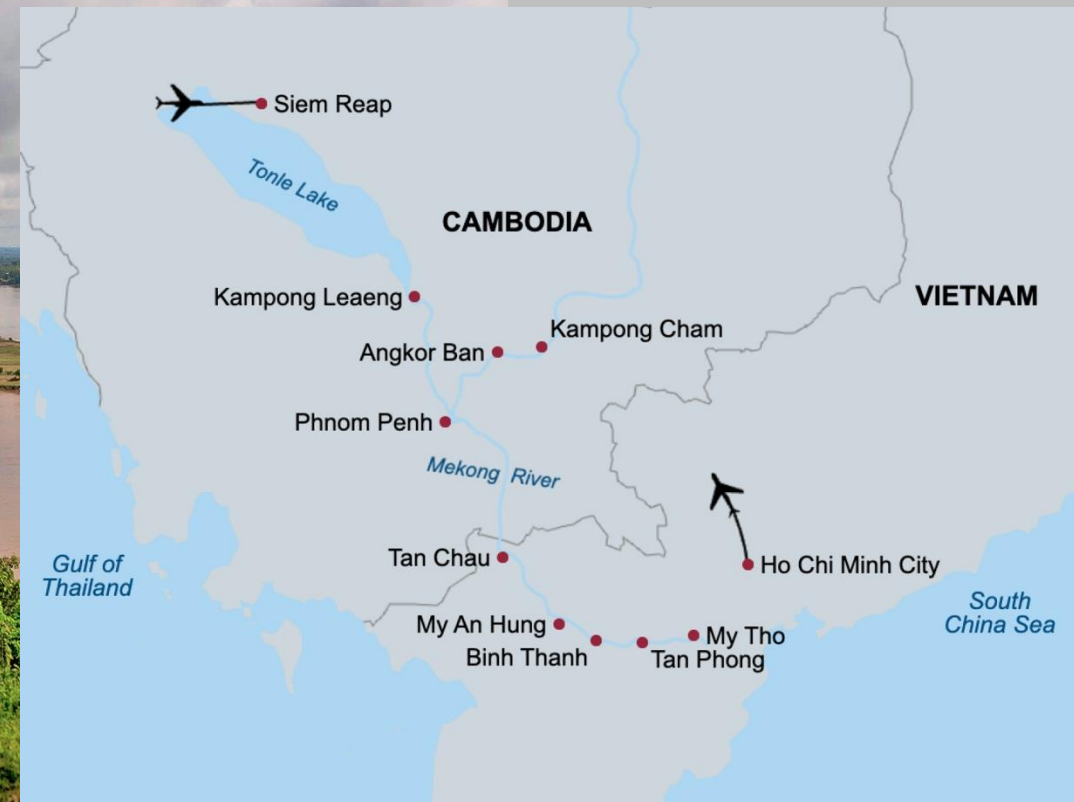 Siem Reap
Tonle Lake
CAMBODIA
Kampong Leaeng
VIETNAM
Kampong Cham
Angkor Ban
Phnom Penh
Mekong River
Tan Chau
Gulf of
Thailand
Ho Chi Minh City
South
China Sea
My An Hung
My Tho
Binh Thanh
Tan Phong